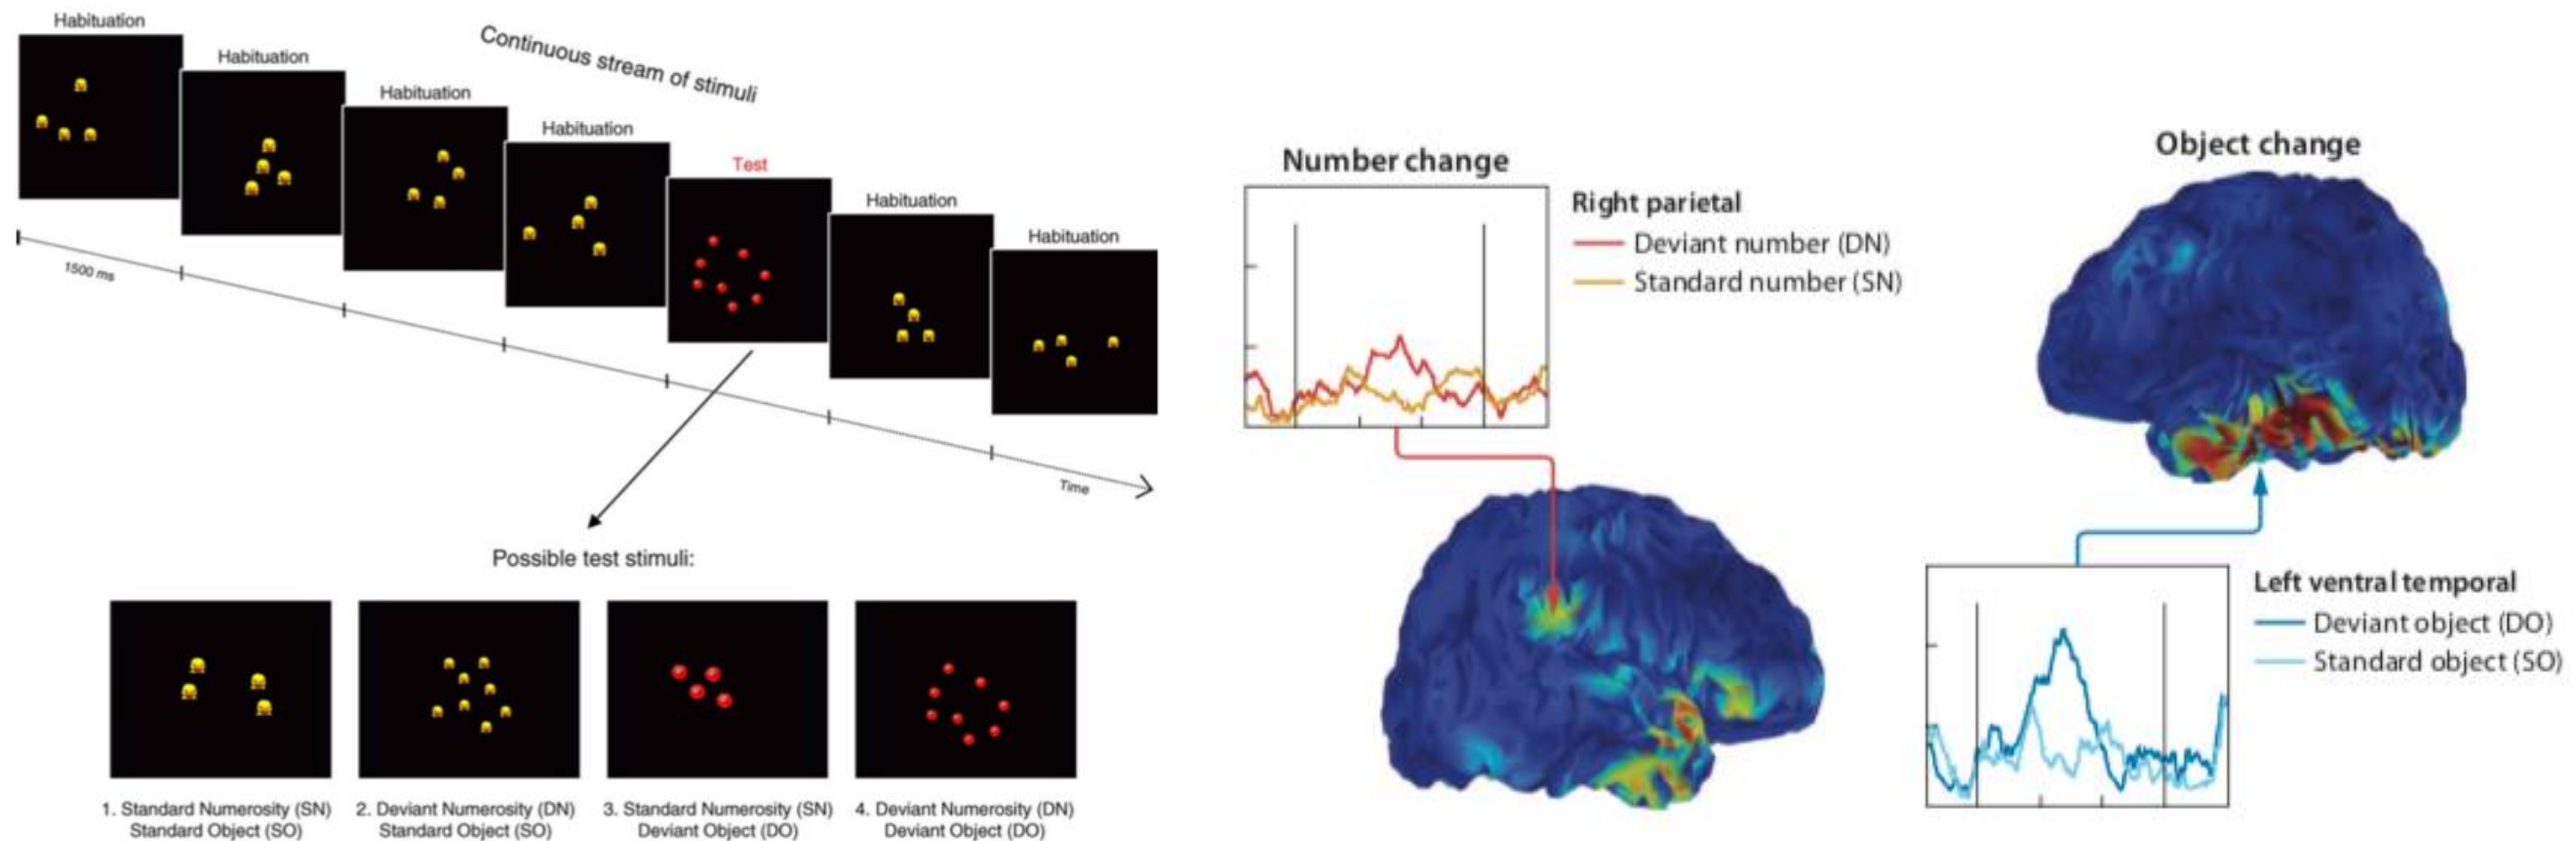 Habituation
Habituation
Continuous stream of stimuli
Habituation
Habituation
Test
Habituation
Habituation
1500 ms
Time
Possible test stimuli:
1. Standard Numerosity (SN)
Standard Object (SO)
2. Deviant Numerosity (DN)
Standard Object (SO)
3. Standard Numerosity (SN)
Deviant Object (DO)
4. Deviant Numerosity (DN)
Deviant Object (DO)
Number change
Right parietal
Deviant number (DN)
Standard number (SN)
Object change
Left ventral temporal
Deviant object (DO)
Standard object (SO)